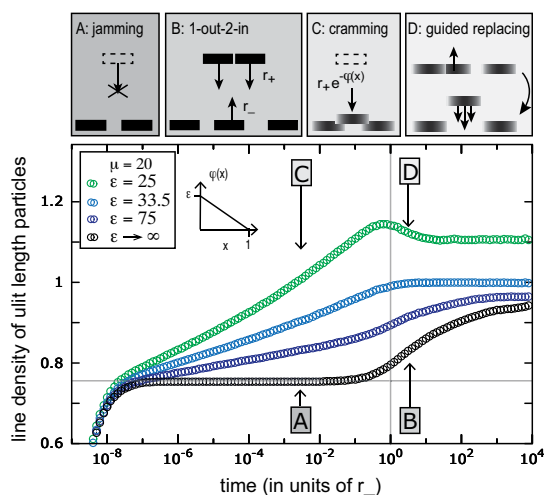 A: jamming
B: 1-out-2-in
C: cramming
D: guided replacing
r₊
r₋
r₊e^-φ(x)
μ = 20
ε = 25
ε = 33.5
ε = 75
ε → ∞
φ(x)
ε
x
1
C
D
A
B
1.2
1
0.8
0.6
line density of ulit length particles
10⁻⁸
10⁻⁶
10⁻⁴
10⁻²
10⁰
10²
10⁴
time (in units of r_)